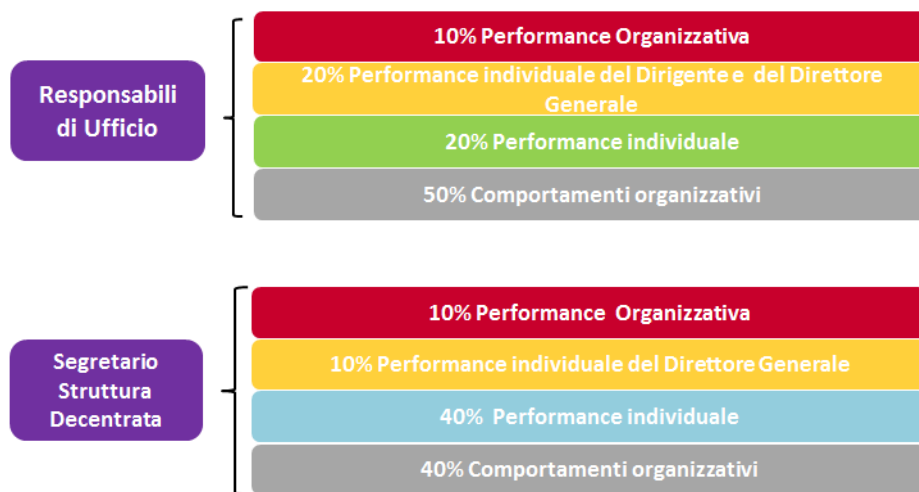 Responsabili
di Ufficio
10% Performance Organizzativa
20% Performance individuale del Dirigente e del Direttore
Generale
20% Performance individuale
50% Comportamenti organizzativi
Segretario
Struttura
Decentrata
10% Performance Organizzativa
10% Performance individuale del Direttore Generale
40% Performance individuale
40% Comportamenti organizzativi